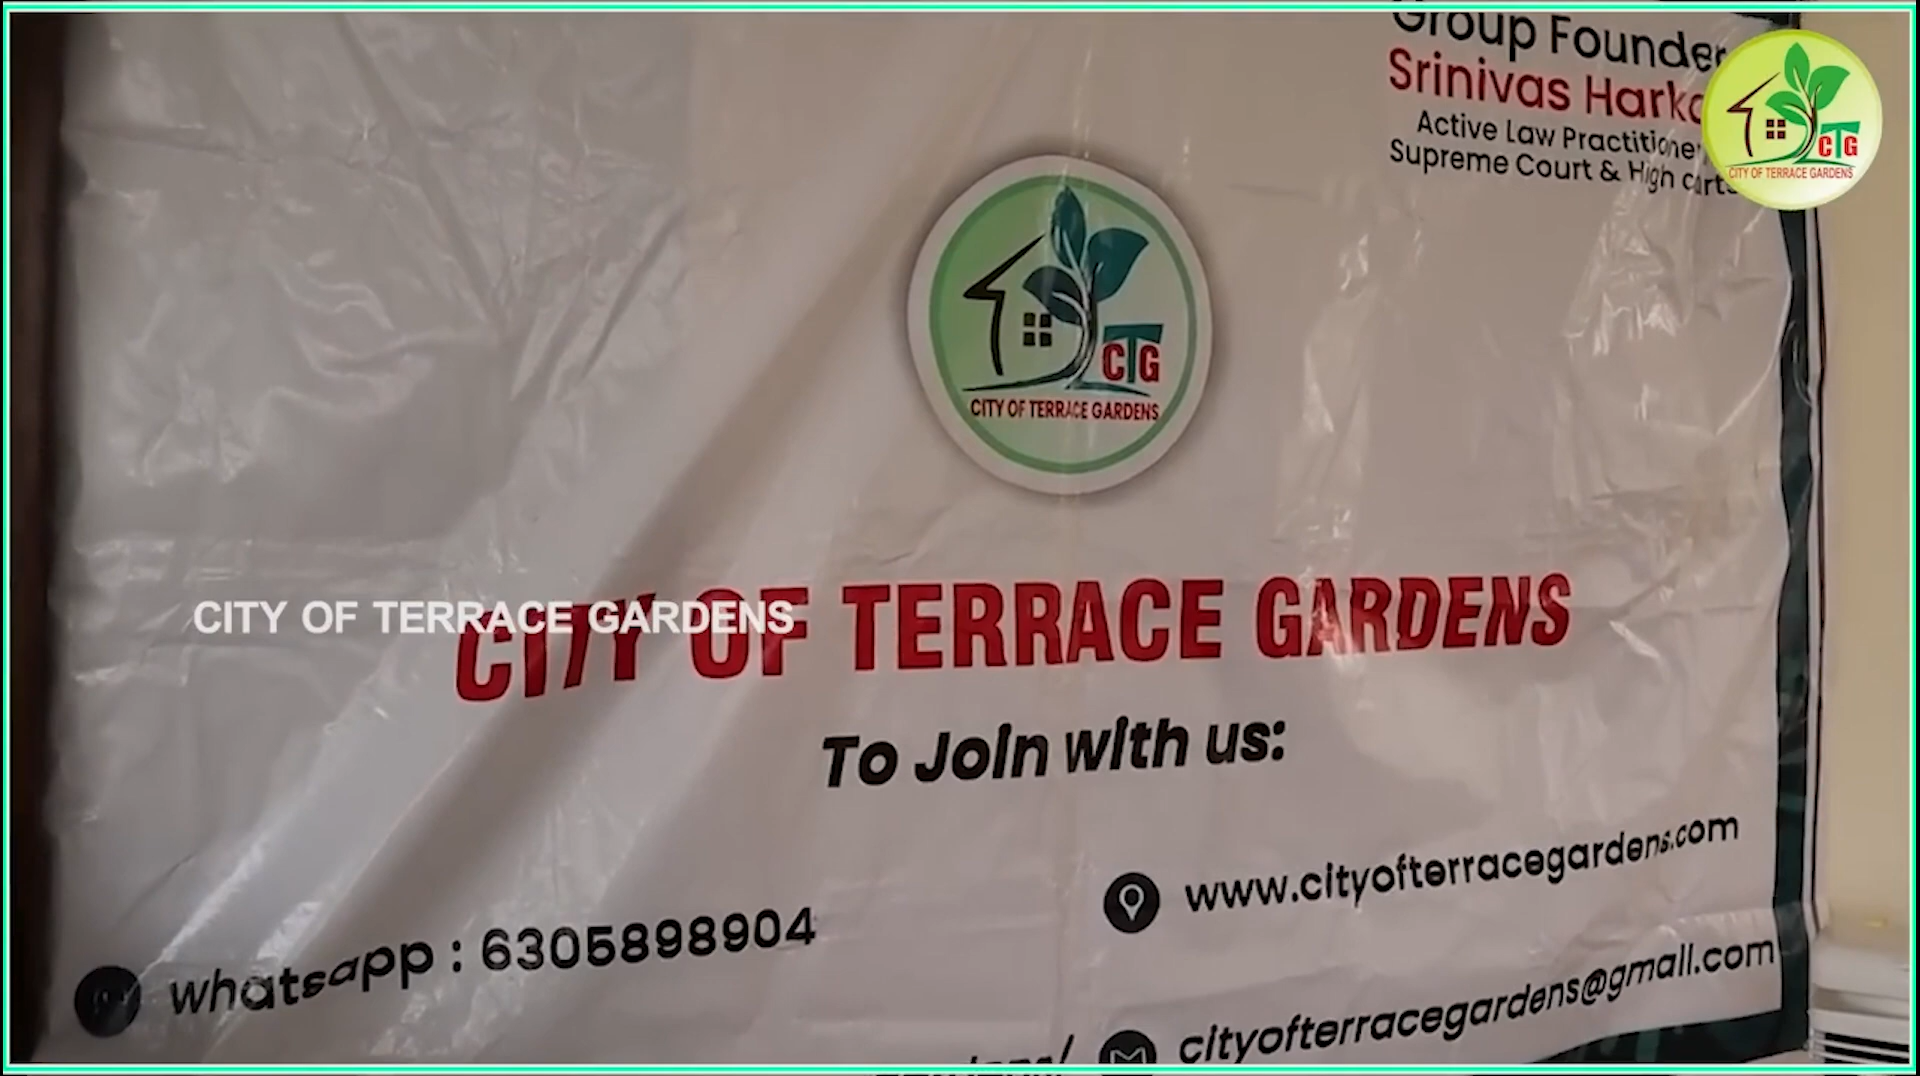 Group Founder
Srinivas Harka
Active Law Practitioner
Supreme Court & High
CTG
CITY OF TERRACE GARDENS
CTG
CITY OF TERRACE GARDENS
CITY OF TERRACE GARDENS
CITY OF TERRACE GARDENS
To Join with us:
whatsapp : 6305898904
www.cityofterracegardens.com
cityofterracegardens@gmail.com